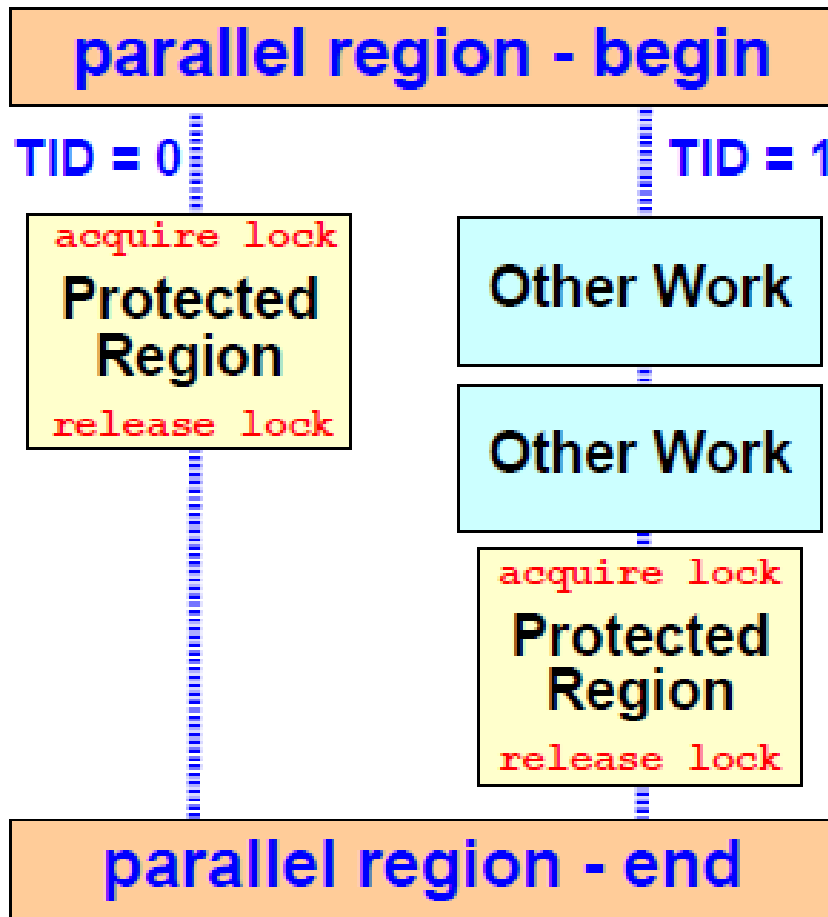 parallel region - begin
TID = 0
TID = 1
acquire lock
Protected
Region
release lock
Other Work
Other Work
acquire lock
Protected
Region
release lock
parallel region - end